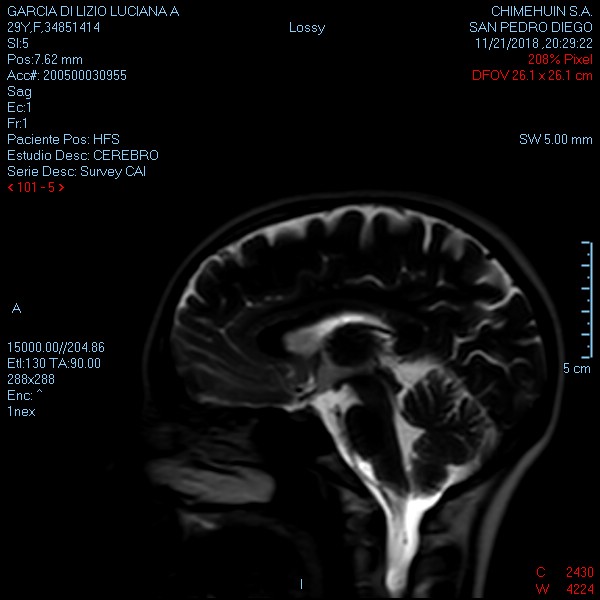 GARCIA DI LIZIO LUCIANA A
29Y,F,34851414
Sl:5
Pos:7.62 mm
Acc#: 200500030955
Sag
Ec:1
Fr:1
Paciente Pos: HFS
Estudio Desc: CEREBRO
Serie Desc: Survey CAI
< 101 - 5 >
Lossy
CHIMEHUIN S.A.
SAN PEDRO DIEGO
11/21/2018 ,20:29:22
208% Pixel
DFOV 26.1 x 26.1 cm
SW 5.00 mm
A
15000.00//204.86
Etl:130 TA:90.00
288x288
Enc: ^
1nex
5 cm
I
C 2430
W 4224